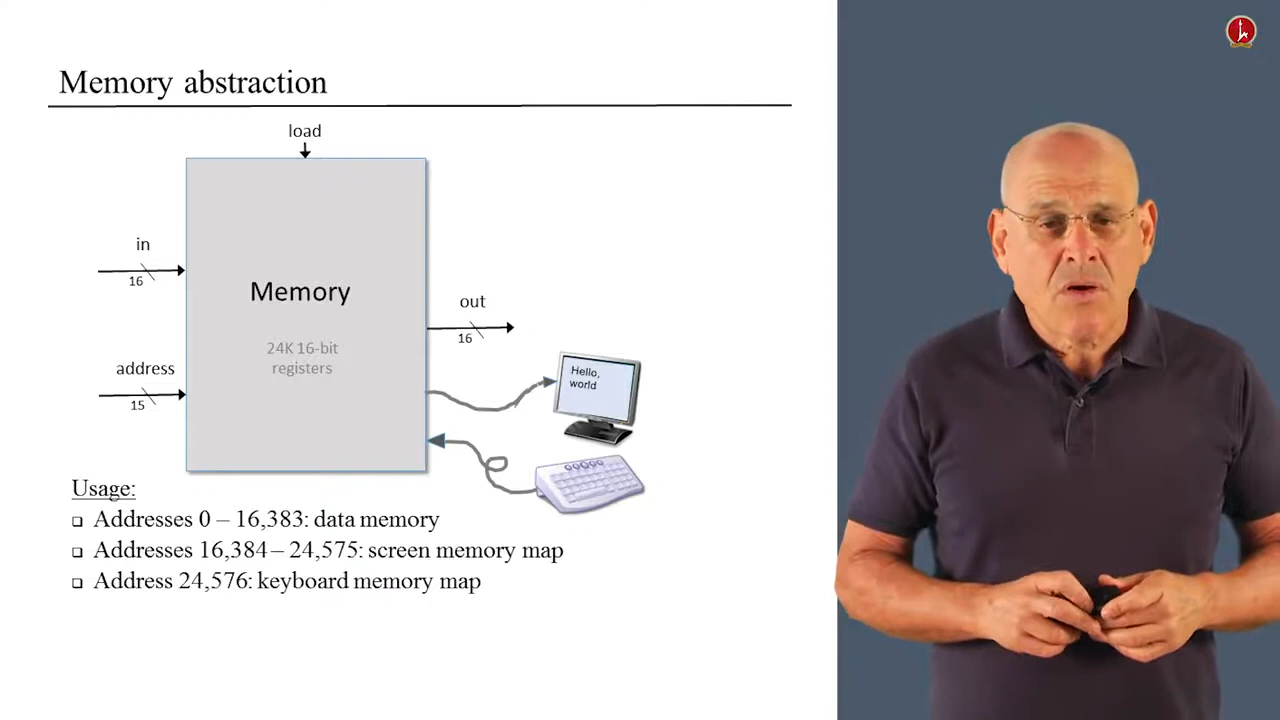 Memory abstraction
load
in
16
Memory
out
16
24K 16-bit
registers
address
15
Hello,
world
Usage:
Addresses 0 – 16,383: data memory
Addresses 16,384 – 24,575: screen memory map
Address 24,576: keyboard memory map